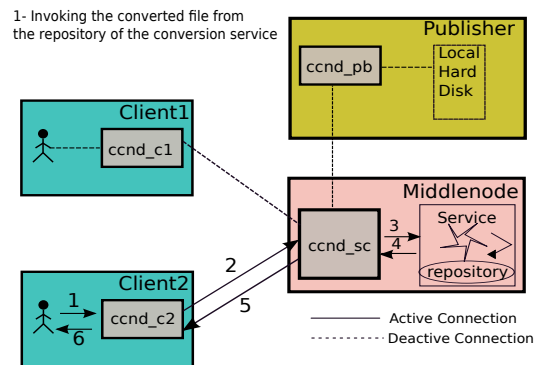 1- Invoking the converted file from
the repository of the conversion service
Publisher
ccnd_pb
Local
Hard
Disk
Client1
ccnd_c1
Middlenode
ccnd_sc
3
4
Service
repository
Client2
1
6
ccnd_c2
2
5
Active Connection
Deactive Connection